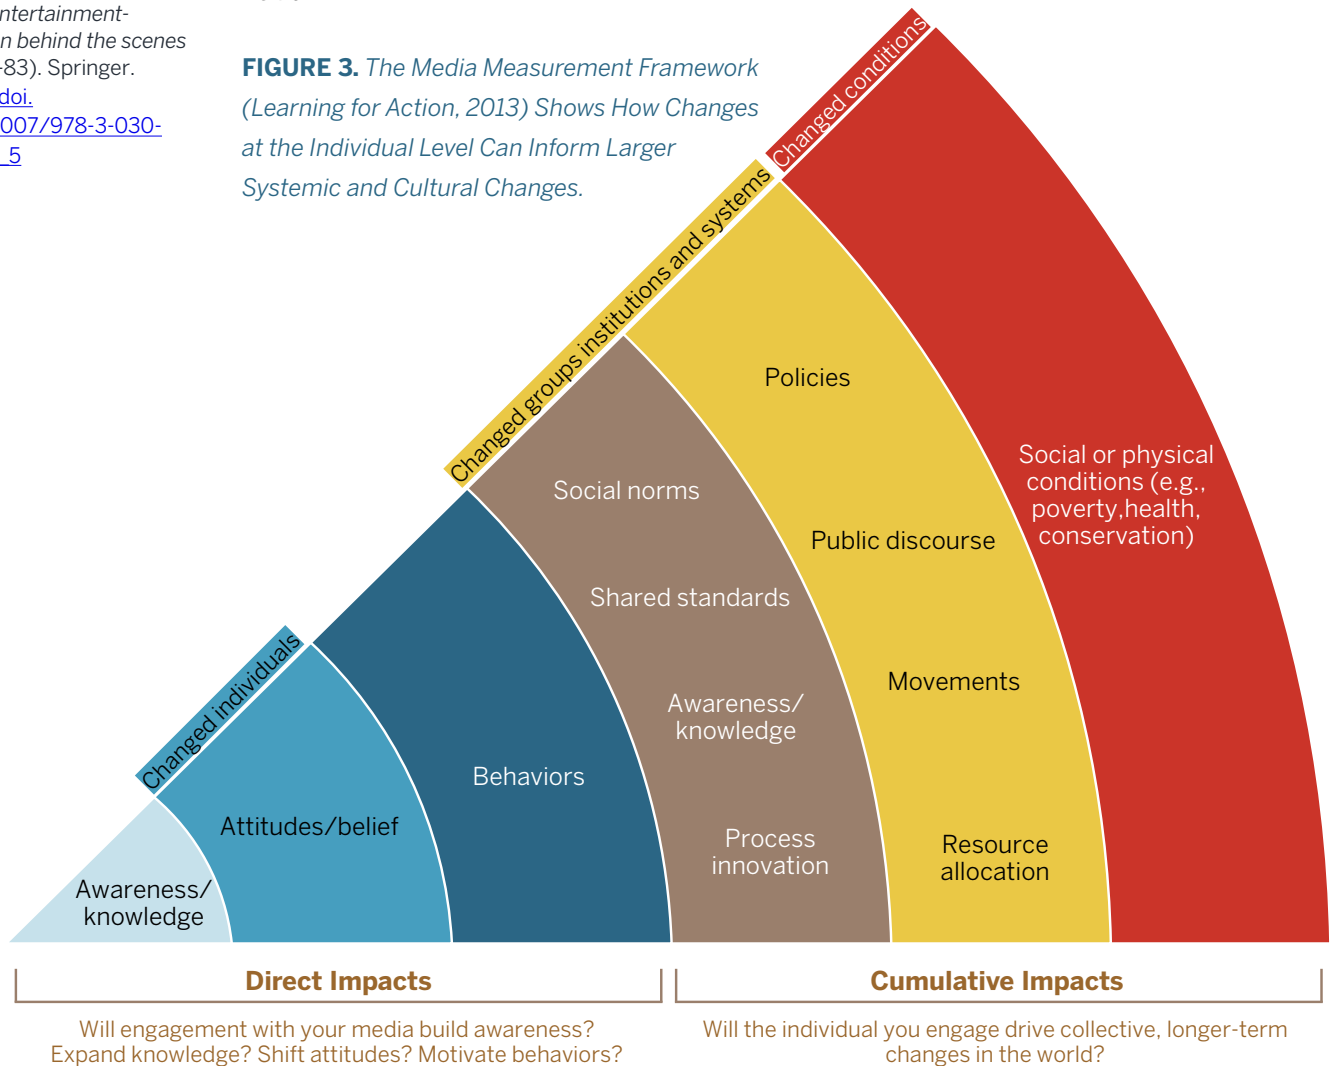 ntertainment-
n behind the scenes
-83). Springer.
doi.
007/978-3-030-
_5
FIGURE 3. The Media Measurement Framework
(Learning for Action, 2013) Shows How Changes
at the Individual Level Can Inform Larger
Systemic and Cultural Changes.
Changed conditions
Changed groups institutions and systems
Changed individuals
Policies
Social or physical
conditions (e.g.,
poverty,health,
conservation)
Social norms
Public discourse
Shared standards
Movements
Awareness/
knowledge
Behaviors
Attitudes/belief
Process
innovation
Resource
allocation
Awareness/
knowledge
Direct Impacts
Will engagement with your media build awareness?
Expand knowledge? Shift attitudes? Motivate behaviors?
Cumulative Impacts
Will the individual you engage drive collective, longer-term
changes in the world?